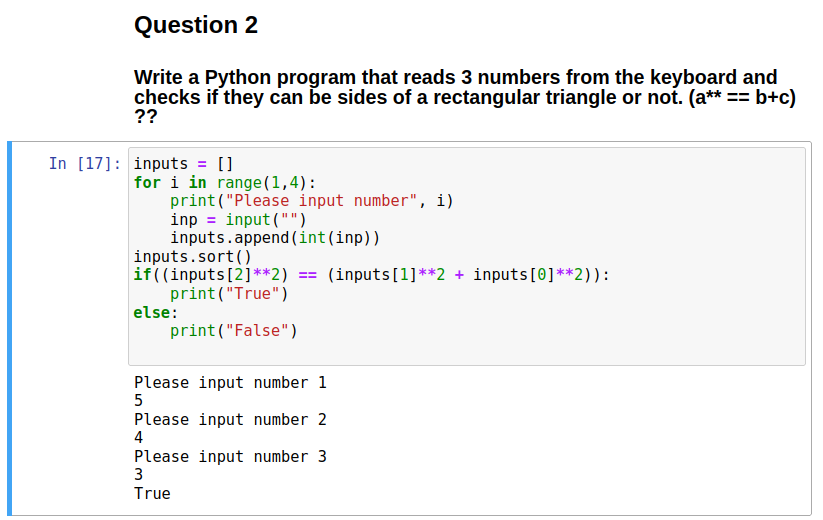 Question 2
Write a Python program that reads 3 numbers from the keyboard and
checks if they can be sides of a rectangular triangle or not. (a** == b+c)
??
In [17]: inputs = []
for i in range(1,4):
    print("Please input number", i)
    inp = input("")
    inputs.append(int(inp))
inputs.sort()
if((inputs[2]**2) == (inputs[1]**2 + inputs[0]**2)):
    print("True")
else:
    print("False")
Please input number 1
5
Please input number 2
4
Please input number 3
3
True